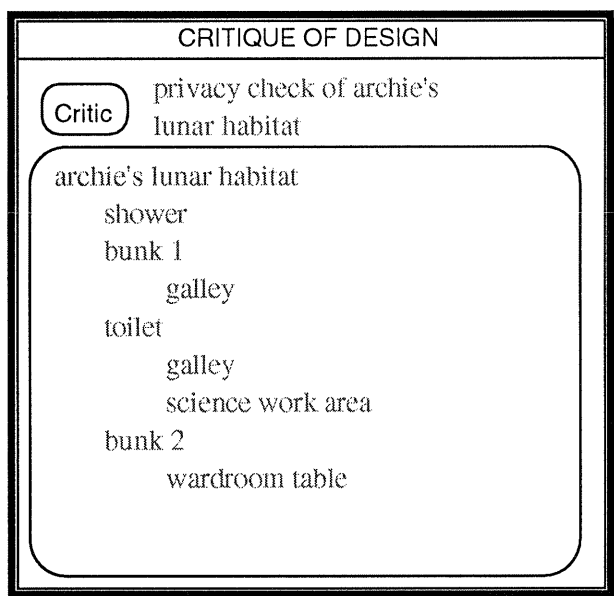 CRITIQUE OF DESIGN
Critic
privacy check of archie's
lunar habitat
archie's lunar habitat
shower
bunk 1
galley
toilet
galley
science work area
bunk 2
wardroom table